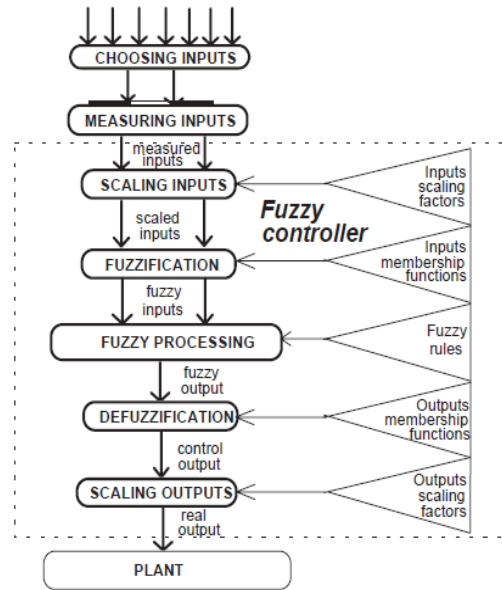 CHOOSING INPUTS
MEASURING INPUTS
measured
inputs
SCALING INPUTS
Inputs
scaling
factors
scaled
inputs
Fuzzy
controller
FUZZIFICATION
Inputs
membership
functions
fuzzy
inputs
FUZZY PROCESSING
Fuzzy
rules
fuzzy
output
DEFUZZIFICATION
Outputs
membership
functions
control
output
SCALING OUTPUTS
Outputs
scaling
factors
real
output
PLANT